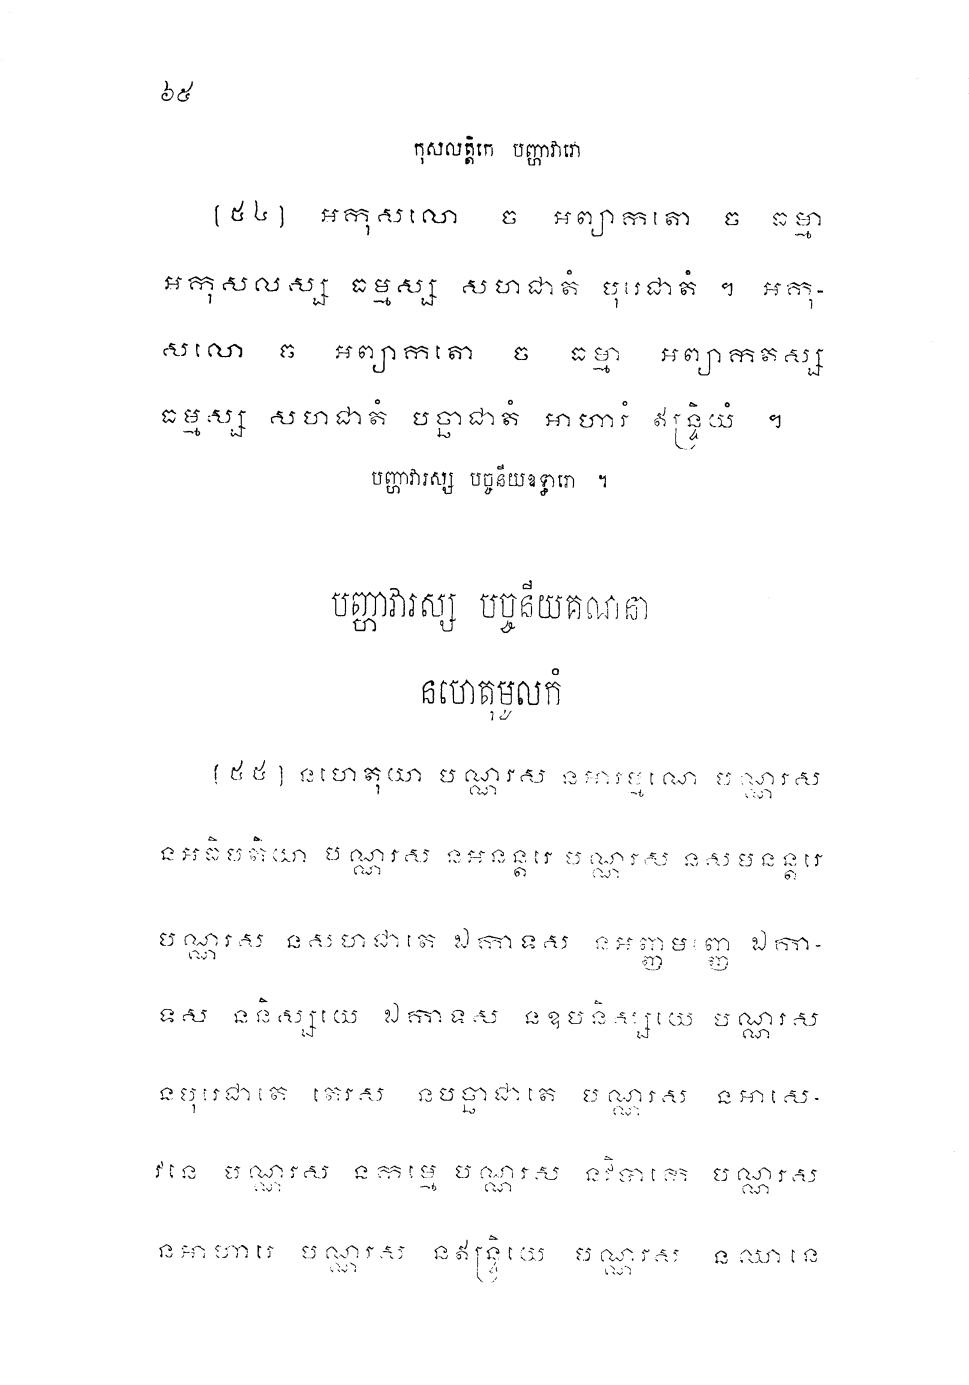 ៦៥
កុសលត្តិកេ បញ្ហាវារោ
(៥៤) អកុសលោ ច អព្យាកតោ ច ធម្មា
អកុសលស្ស ធម្មស្ស សហជាតំ បុរេជាតំ ។ អកុ-
សលោ ច អព្យាកតោ ច ធម្មា អព្យាកតស្ស
ធម្មស្ស សហជាតំ បច្ឆាជាតំ អាហារំ ឥន្ទ្រិយំ ។
បញ្ហាវារស្ស បច្ចនីយឧទ្ធារោ ។
បញ្ហាវារស្ស បច្ចនីយគណនា
នហេតុមូលកំ
(៥៥) នហេតុយា បណ្ណរស នអារម្មណេ បណ្ណរស
នអធិបតិយា បណ្ណរស នអនន្តរេ បណ្ណរស នសមនន្តរេ
បណ្ណរស នសហជាតេ ឯកាទស នអញ្ញមញ្ញេ ឯកា-
ទស ននិស្សយេ ឯកាទស នឧបនិស្សយេ បណ្ណរស
នបុរេជាតេ តេរស នបច្ឆាជាតេ បណ្ណរស នអាសេ-
វនេ បណ្ណរស នកម្មេ បណ្ណរស នវិបាកេ បណ្ណរស
នអាហារេ បណ្ណរស នឥន្ទ្រិយេ បណ្ណរស នឈានេ